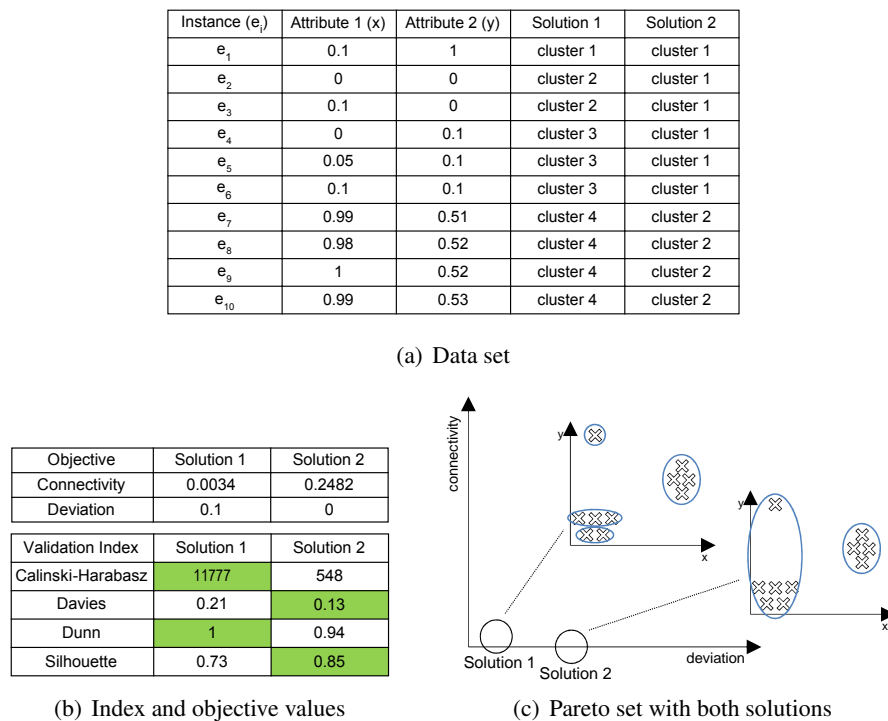 Instance (ei) Attribute 1 (x) Attribute 2 (y) Solution 1 Solution 2
e1 0.1 1 cluster 1 cluster 1
e2 0 0 cluster 2 cluster 1
e3 0.1 0 cluster 2 cluster 1
e4 0 0.1 cluster 3 cluster 1
e5 0.05 0.1 cluster 3 cluster 1
e6 0.1 0.1 cluster 3 cluster 1
e7 0.99 0.51 cluster 4 cluster 2
e8 0.98 0.52 cluster 4 cluster 2
e9 1 0.52 cluster 4 cluster 2
e10 0.99 0.53 cluster 4 cluster 2
(a) Data set
Objective Solution 1 Solution 2
Connectivity 0.0034 0.2482
Deviation 0.1 0
Validation Index Solution 1 Solution 2
Calinski-Harabasz 11777 548
Davies 0.21 0.13
Dunn 1 0.94
Silhouette 0.73 0.85
(b) Index and objective values
connectivity
y
x
y
x
Solution 1
Solution 2
deviation
(c) Pareto set with both solutions